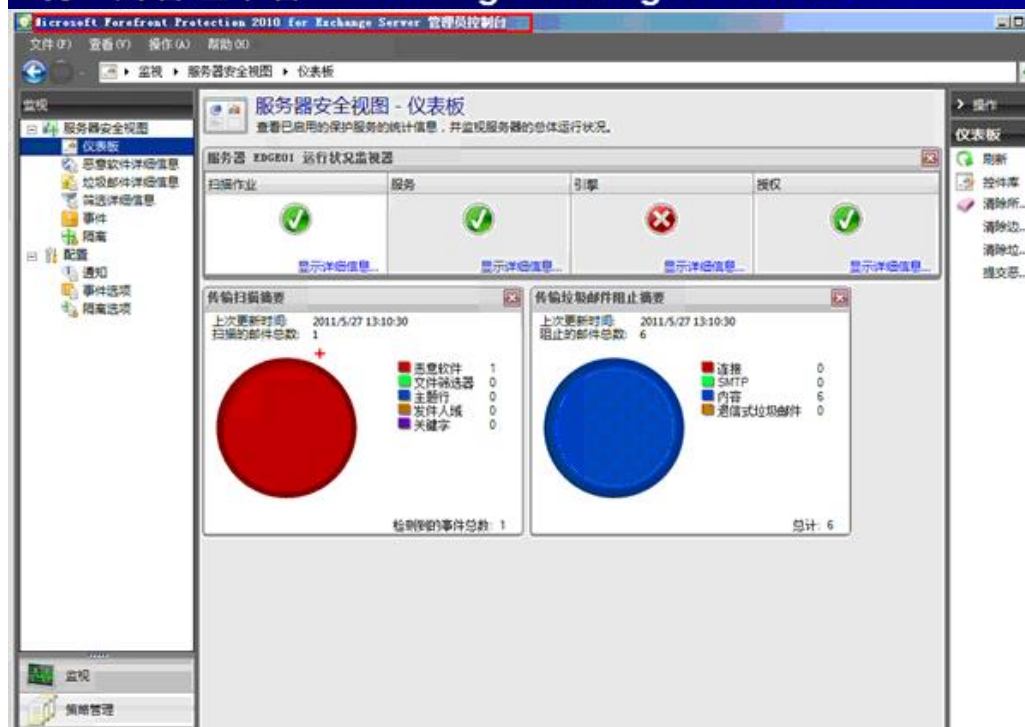 Microsoft Forefront Protection 2010 for Exchange Server 管理员控制台
文件(F) 查看(V) 操作(A) 帮助(H)
监视 服务器安全视图 仪表板
监视
服务器安全视图
仪表板
恶意软件详细信息
垃圾邮件详细信息
筛选详细信息
事件
隔离
配置
通知
事件选项
隔离选项
监视
策略管理
服务器安全视图 - 仪表板
查看已启用的保护服务的统计信息，并监视服务器的总体运行状况。
服务器 EDGE01 运行状况监视器
扫描作业 服务 引擎 授权
显示详细信息... 显示详细信息... 显示详细信息... 显示详细信息...
传输扫描摘要
上次更新时间: 2011/5/27 13:10:30
扫描的邮件总数: 1
恶意软件 1
文件筛选器 0
主题行 0
发件人域 0
关键字 0
检测到的事件总数: 1
传输垃圾邮件阻止摘要
上次更新时间: 2011/5/27 13:10:30
阻止的邮件总数: 6
连接 0
SMTP 0
内容 6
退信式垃圾邮件 0
总计: 6
操作
仪表板
刷新
控件库
清除所...
清除边...
清除垃...
提交恶...